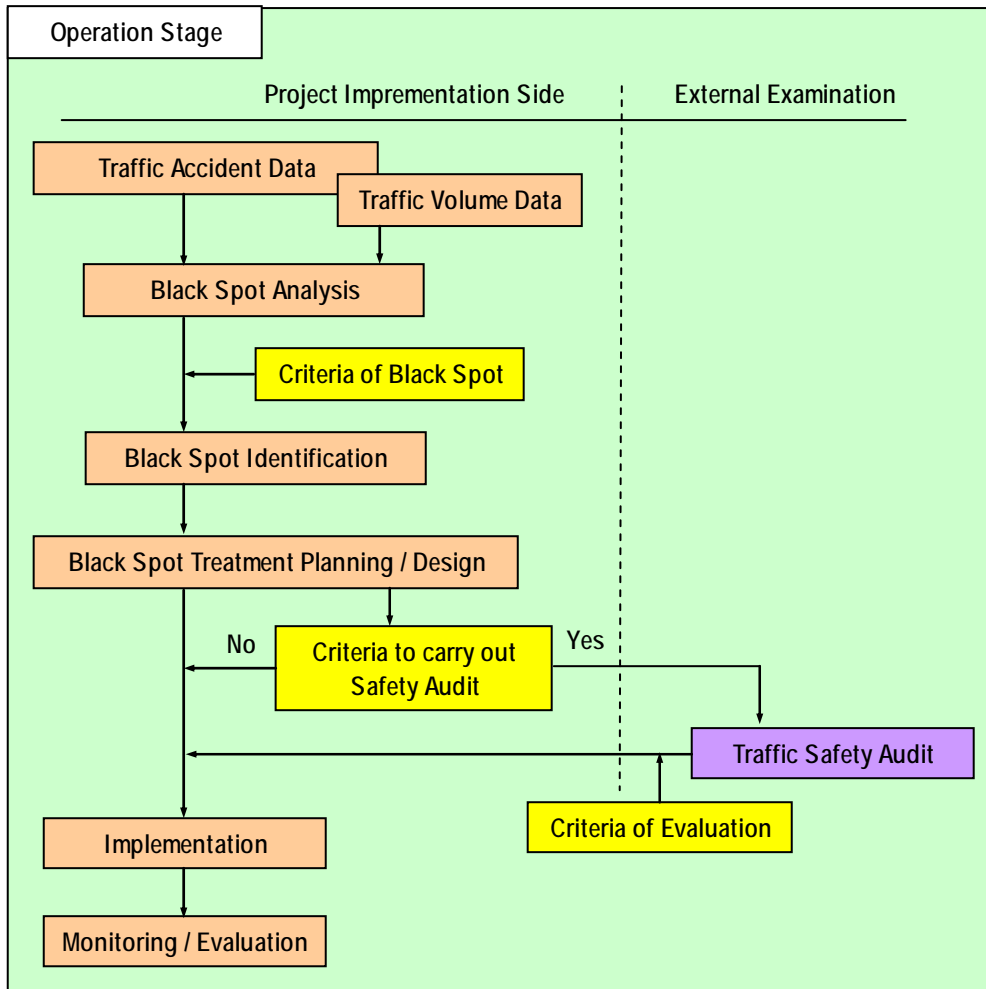 Operation Stage
Project Imprementation Side
External Examination
Traffic Accident Data
Traffic Volume Data
Black Spot Analysis
Criteria of Black Spot
Black Spot Identification
Black Spot Treatment Planning / Design
No
Criteria to carry out
Safety Audit
Yes
Traffic Safety Audit
Criteria of Evaluation
Implementation
Monitoring / Evaluation